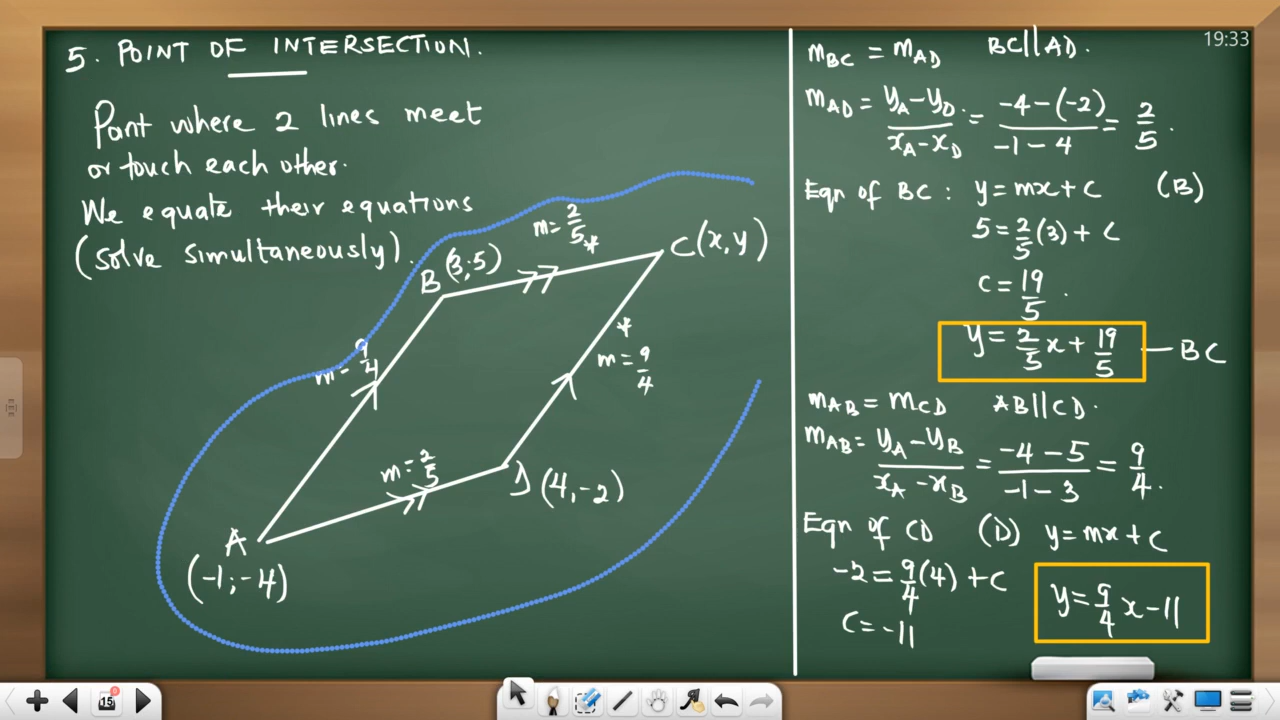 5. POINT OF INTERSECTION.
Point where 2 lines meet
or touch each other.
We equate their equations
(solve simultaneously).
B (3;5)
m = 2/5 *
C(x,y)
m = 9/4
*
m = 9/4
m = 2/5
D (4,-2)
A
(-1;-4)
m_BC = m_AD BC||AD.
m_AD = (y_A - y_D)/(x_A - x_D) = (-4-(-2))/(-1-4) = 2/5.
Eqn of BC: y = mx + c (B)
5 = 2/5(3) + c
c = 19/5.
y = 2/5 x + 19/5 — BC
m_AB = m_CD AB||CD.
m_AB = (y_A - y_B)/(x_A - x_B) = (-4-5)/(-1-3) = 9/4.
Eqn of CD (D) y = mx + c
-2 = 9/4(4) + c
c = -11
y = 9/4 x - 11
19:33
15
8